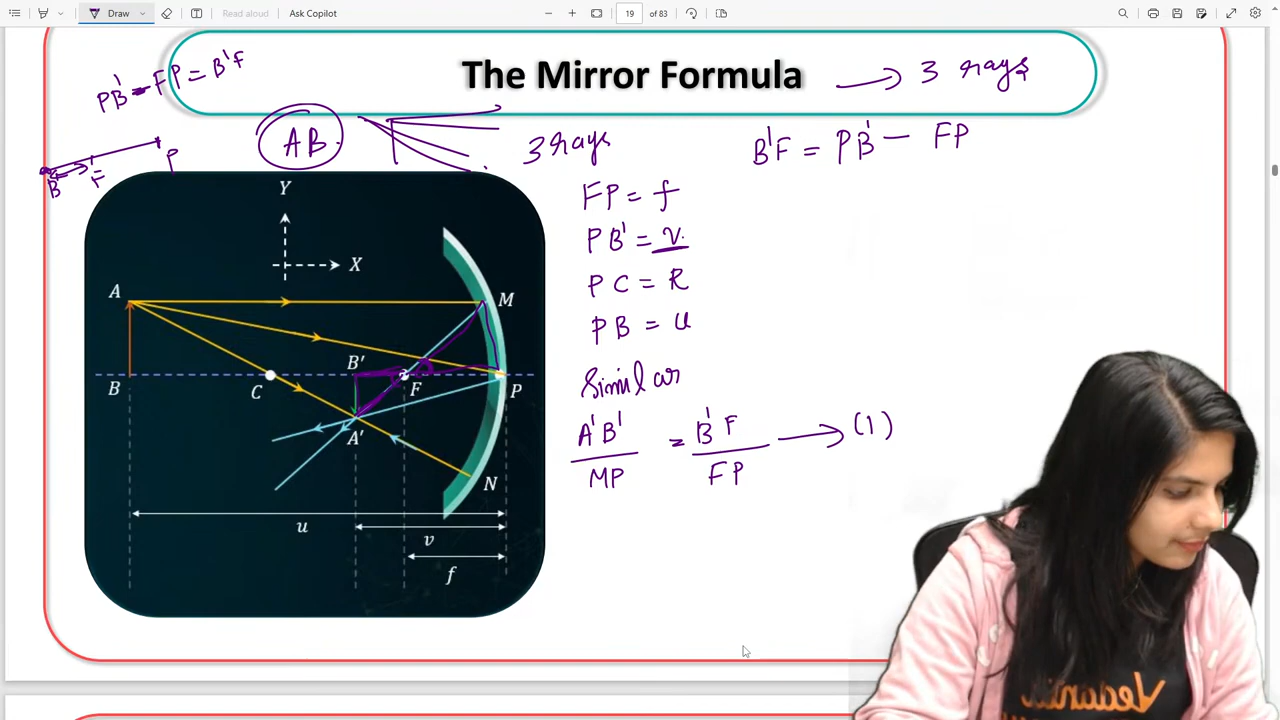 Draw
Read aloud
Ask Copilot
19 of 83
The Mirror Formula
3 rays
PB' - FP = B'F
AB
3 rays
B'F = PB' - FP
B F P
FP = f
PB' = v
PC = R
PB = u
Similar
A'B' / MP = B'F / FP → (1)
Y
X
A
M
B'
B
C
F
P
A'
N
u
v
f
Vedantu